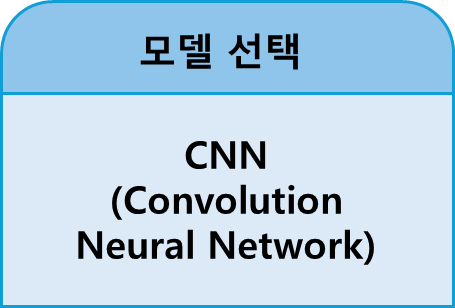 모델 선택
CNN
(Convolution
Neural Network)